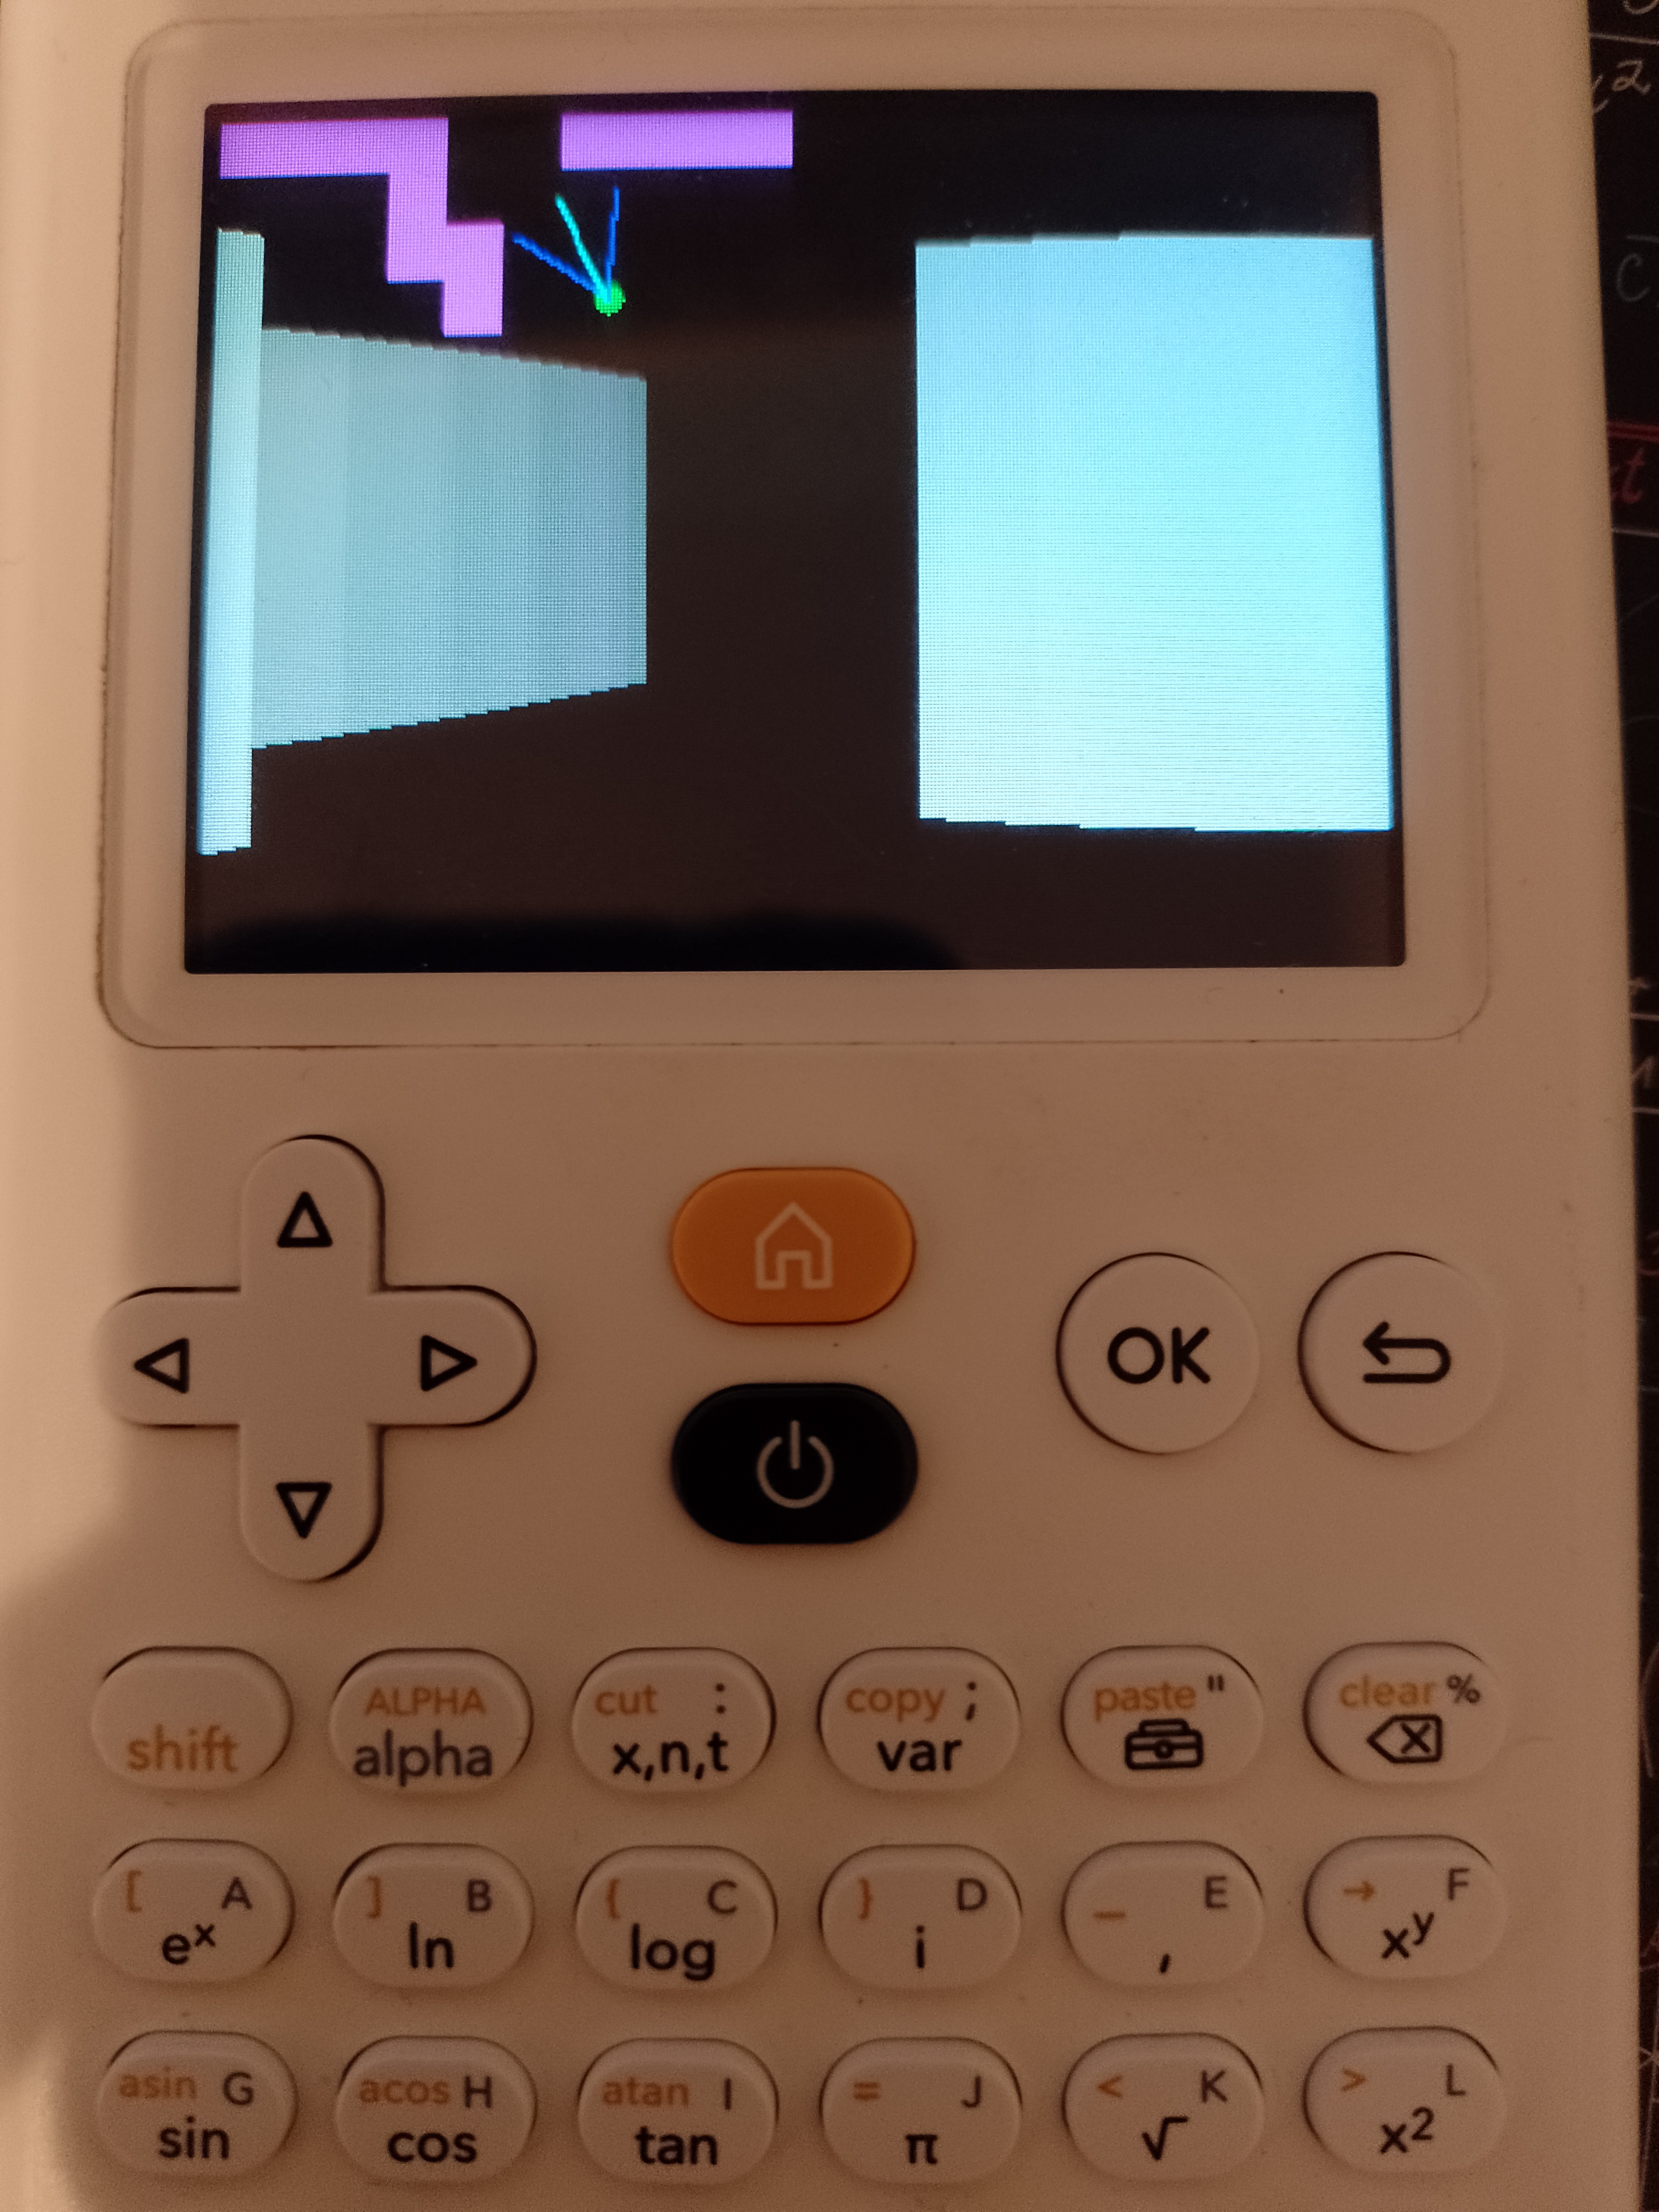 OK
ALPHA cut : copy ; paste " clear %
shift alpha x,n,t var
[ A ] B { C } D _ E → F
eˣ ln log i , xʸ
asin G acos H atan I = J < K > L
sin cos tan π √ x²